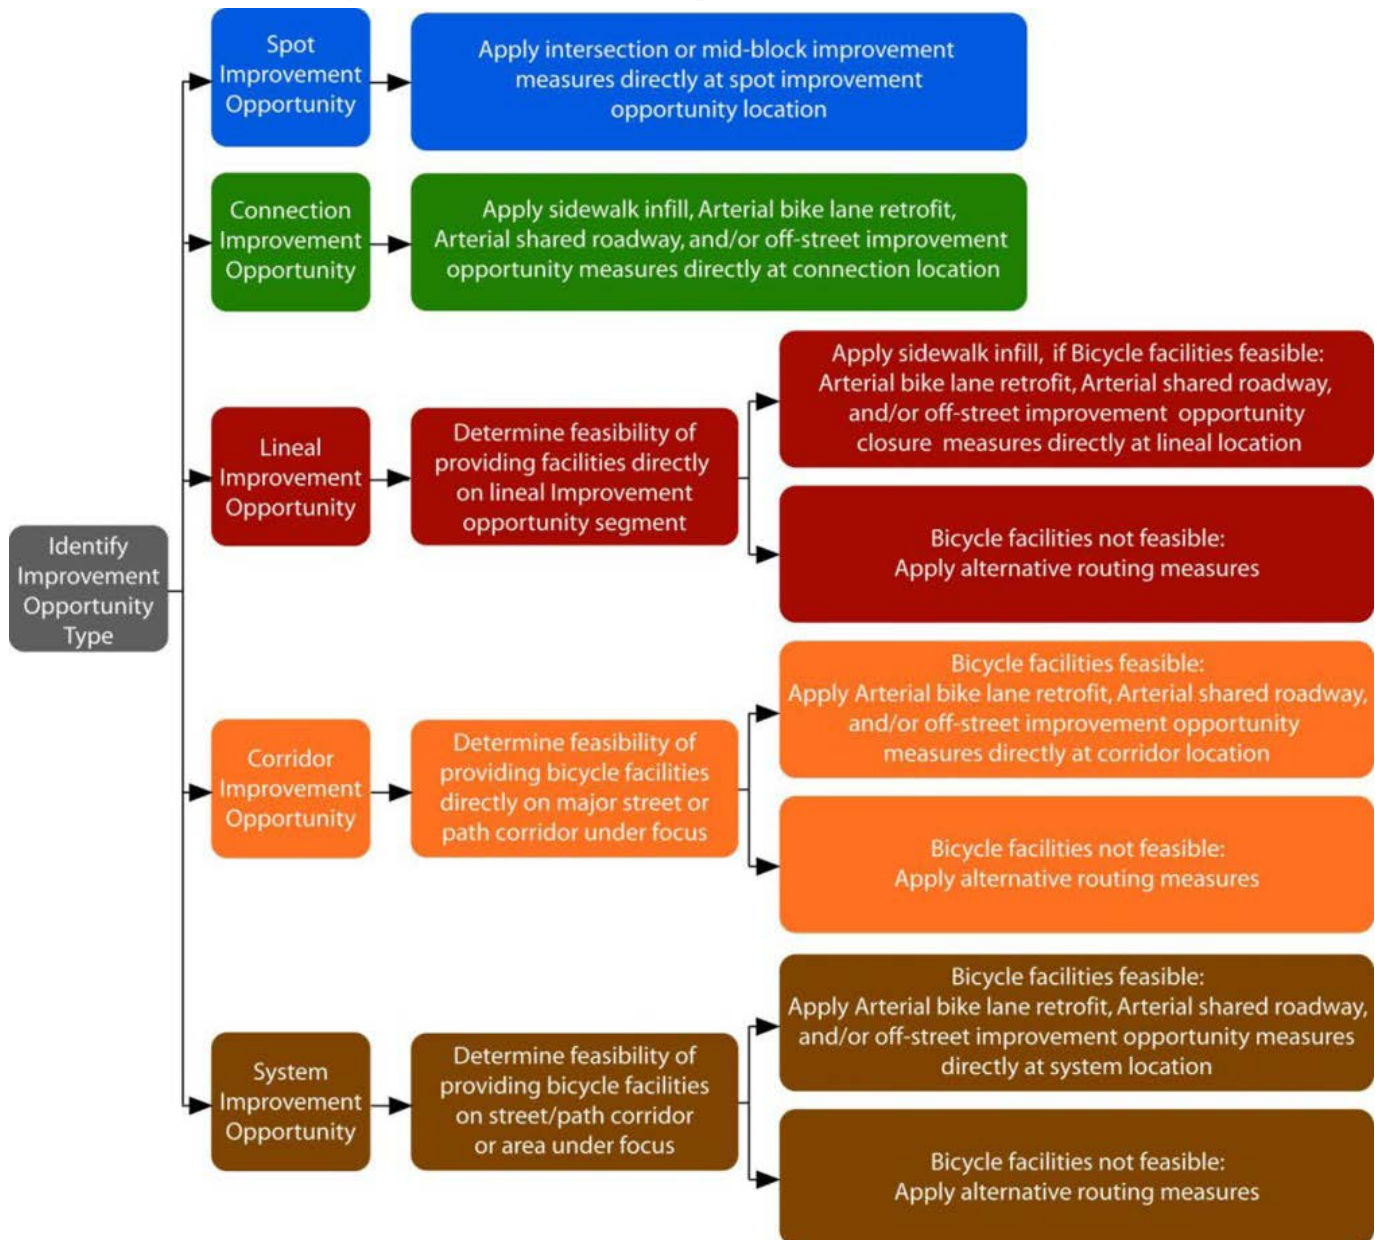 Spot
Improvement
Opportunity
Apply intersection or mid-block improvement
measures directly at spot improvement
opportunity location
Connection
Improvement
Opportunity
Apply sidewalk infill, Arterial bike lane retrofit,
Arterial shared roadway, and/or off-street improvement
opportunity measures directly at connection location
Identify
Improvement
Opportunity
Type
Lineal
Improvement
Opportunity
Determine feasibility of
providing facilities directly
on lineal Improvement
opportunity segment
Apply sidewalk infill, if Bicycle facilities feasible:
Arterial bike lane retrofit, Arterial shared roadway,
and/or off-street improvement opportunity
closure measures directly at lineal location
Bicycle facilities not feasible:
Apply alternative routing measures
Corridor
Improvement
Opportunity
Determine feasibility of
providing bicycle facilities
directly on major street or
path corridor under focus
Bicycle facilities feasible:
Apply Arterial bike lane retrofit, Arterial shared roadway,
and/or off-street improvement opportunity
measures directly at corridor location
Bicycle facilities not feasible:
Apply alternative routing measures
System
Improvement
Opportunity
Determine feasibility of
providing bicycle facilities
on street/path corridor
or area under focus
Bicycle facilities feasible:
Apply Arterial bike lane retrofit, Arterial shared roadway,
and/or off-street improvement opportunity measures
directly at system location
Bicycle facilities not feasible:
Apply alternative routing measures